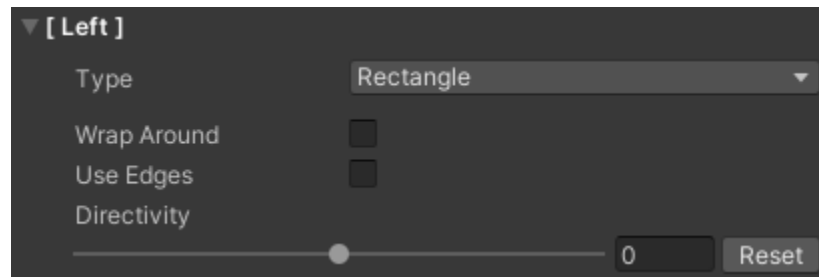 [ Left ]
Type Rectangle
Wrap Around
Use Edges
Directivity
0 Reset